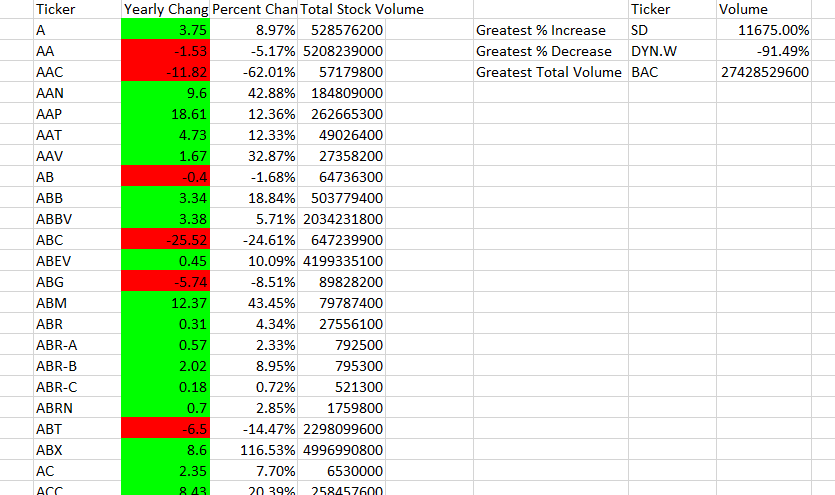 Ticker Yearly Chang Percent Chan Total Stock Volume Ticker Volume
A 3.75 8.97% 528576200 Greatest % Increase SD 11675.00%
AA -1.53 -5.17% 5208239000 Greatest % Decrease DYN.W -91.49%
AAC -11.82 -62.01% 57179800 Greatest Total Volume BAC 27428529600
AAN 9.6 42.88% 184809000
AAP 18.61 12.36% 262665300
AAT 4.73 12.33% 49026400
AAV 1.67 32.87% 27358200
AB -0.4 -1.68% 64736300
ABB 3.34 18.84% 503779400
ABBV 3.38 5.71% 2034231800
ABC -25.52 -24.61% 647239900
ABEV 0.45 10.09% 4199335100
ABG -5.74 -8.51% 89828200
ABM 12.37 43.45% 79787400
ABR 0.31 4.34% 27556100
ABR-A 0.57 2.33% 792500
ABR-B 2.02 8.95% 795300
ABR-C 0.18 0.72% 521300
ABRN 0.7 2.85% 1759800
ABT -6.5 -14.47% 2298099600
ABX 8.6 116.53% 4996990800
AC 2.35 7.70% 6530000
ACC 8.43 20.39% 258457600